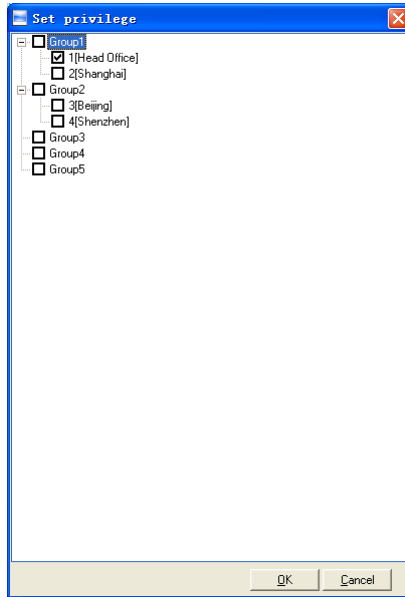 Set privilege
Group1
1[Head Office]
2[Shanghai]
Group2
3[Beijing]
4[Shenzhen]
Group3
Group4
Group5
OK Cancel